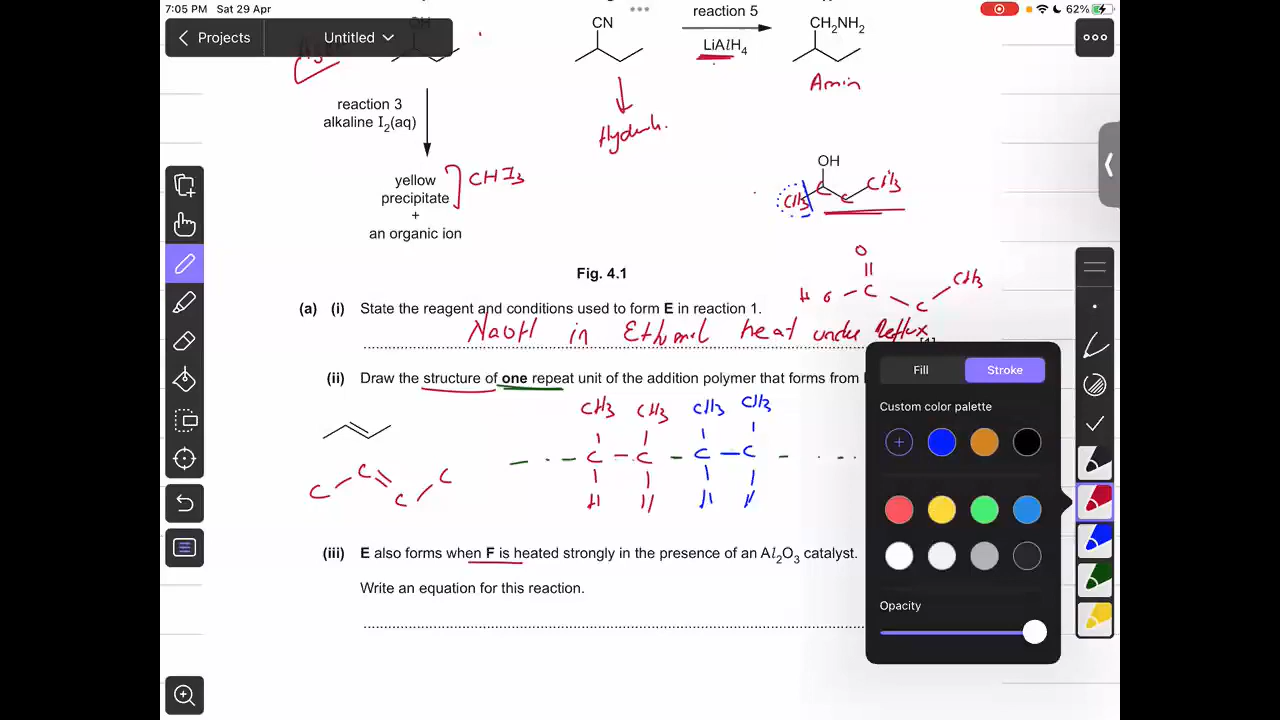 7:05 PM Sat 29 Apr
62%
Projects
Untitled
CN
reaction 5
LiAlH4
CH2NH2
Amin
reaction 3
alkaline I2(aq)
yellow
precipitate
+
an organic ion
CHI3
OH
CH3 C C CH3
Fig. 4.1
O
H O C C CH3
(a) (i) State the reagent and conditions used to form E in reaction 1.
NaOH in Ethanol heat under Reflux
(ii) Draw the structure of one repeat unit of the addition polymer that forms from
CH3 CH3 CH3 CH3
C C C C
H H H H
C C C C
(iii) E also forms when F is heated strongly in the presence of an Al2O3 catalyst.
Write an equation for this reaction.
Fill
Stroke
Custom color palette
Opacity